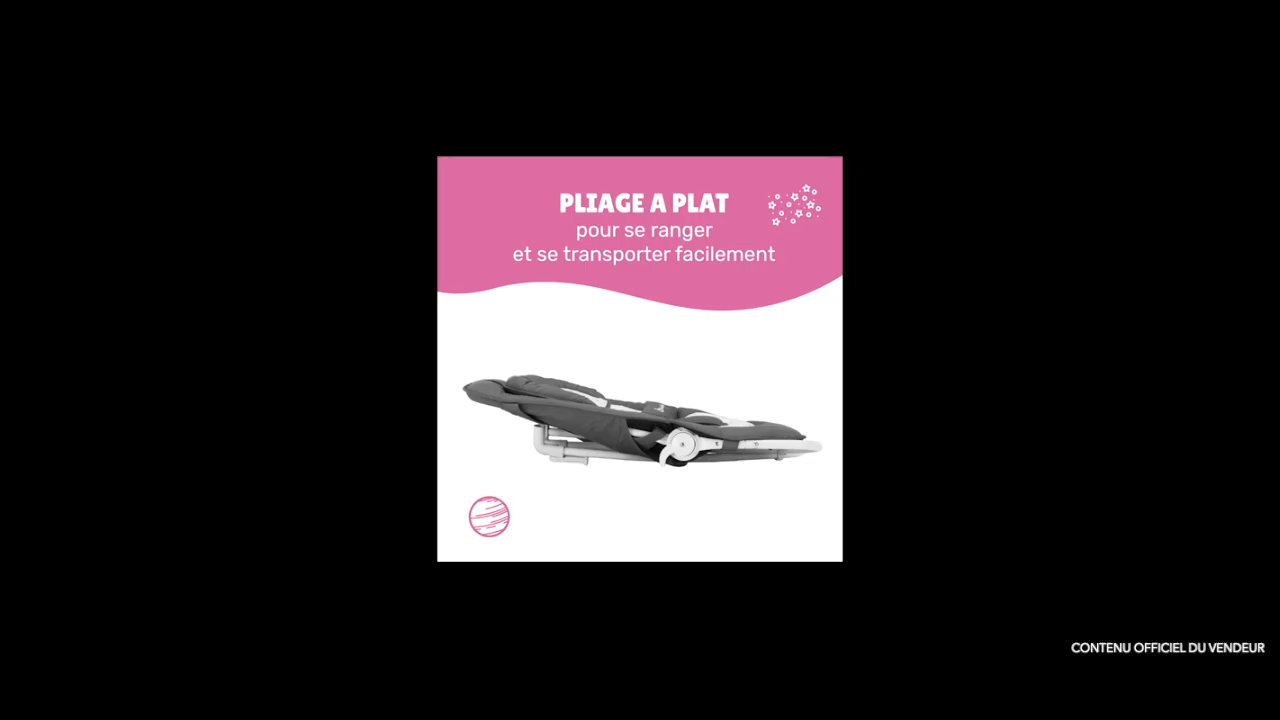 PLIAGE A PLAT
pour se ranger
et se transporter facilement
CONTENU OFFICIEL DU VENDEUR